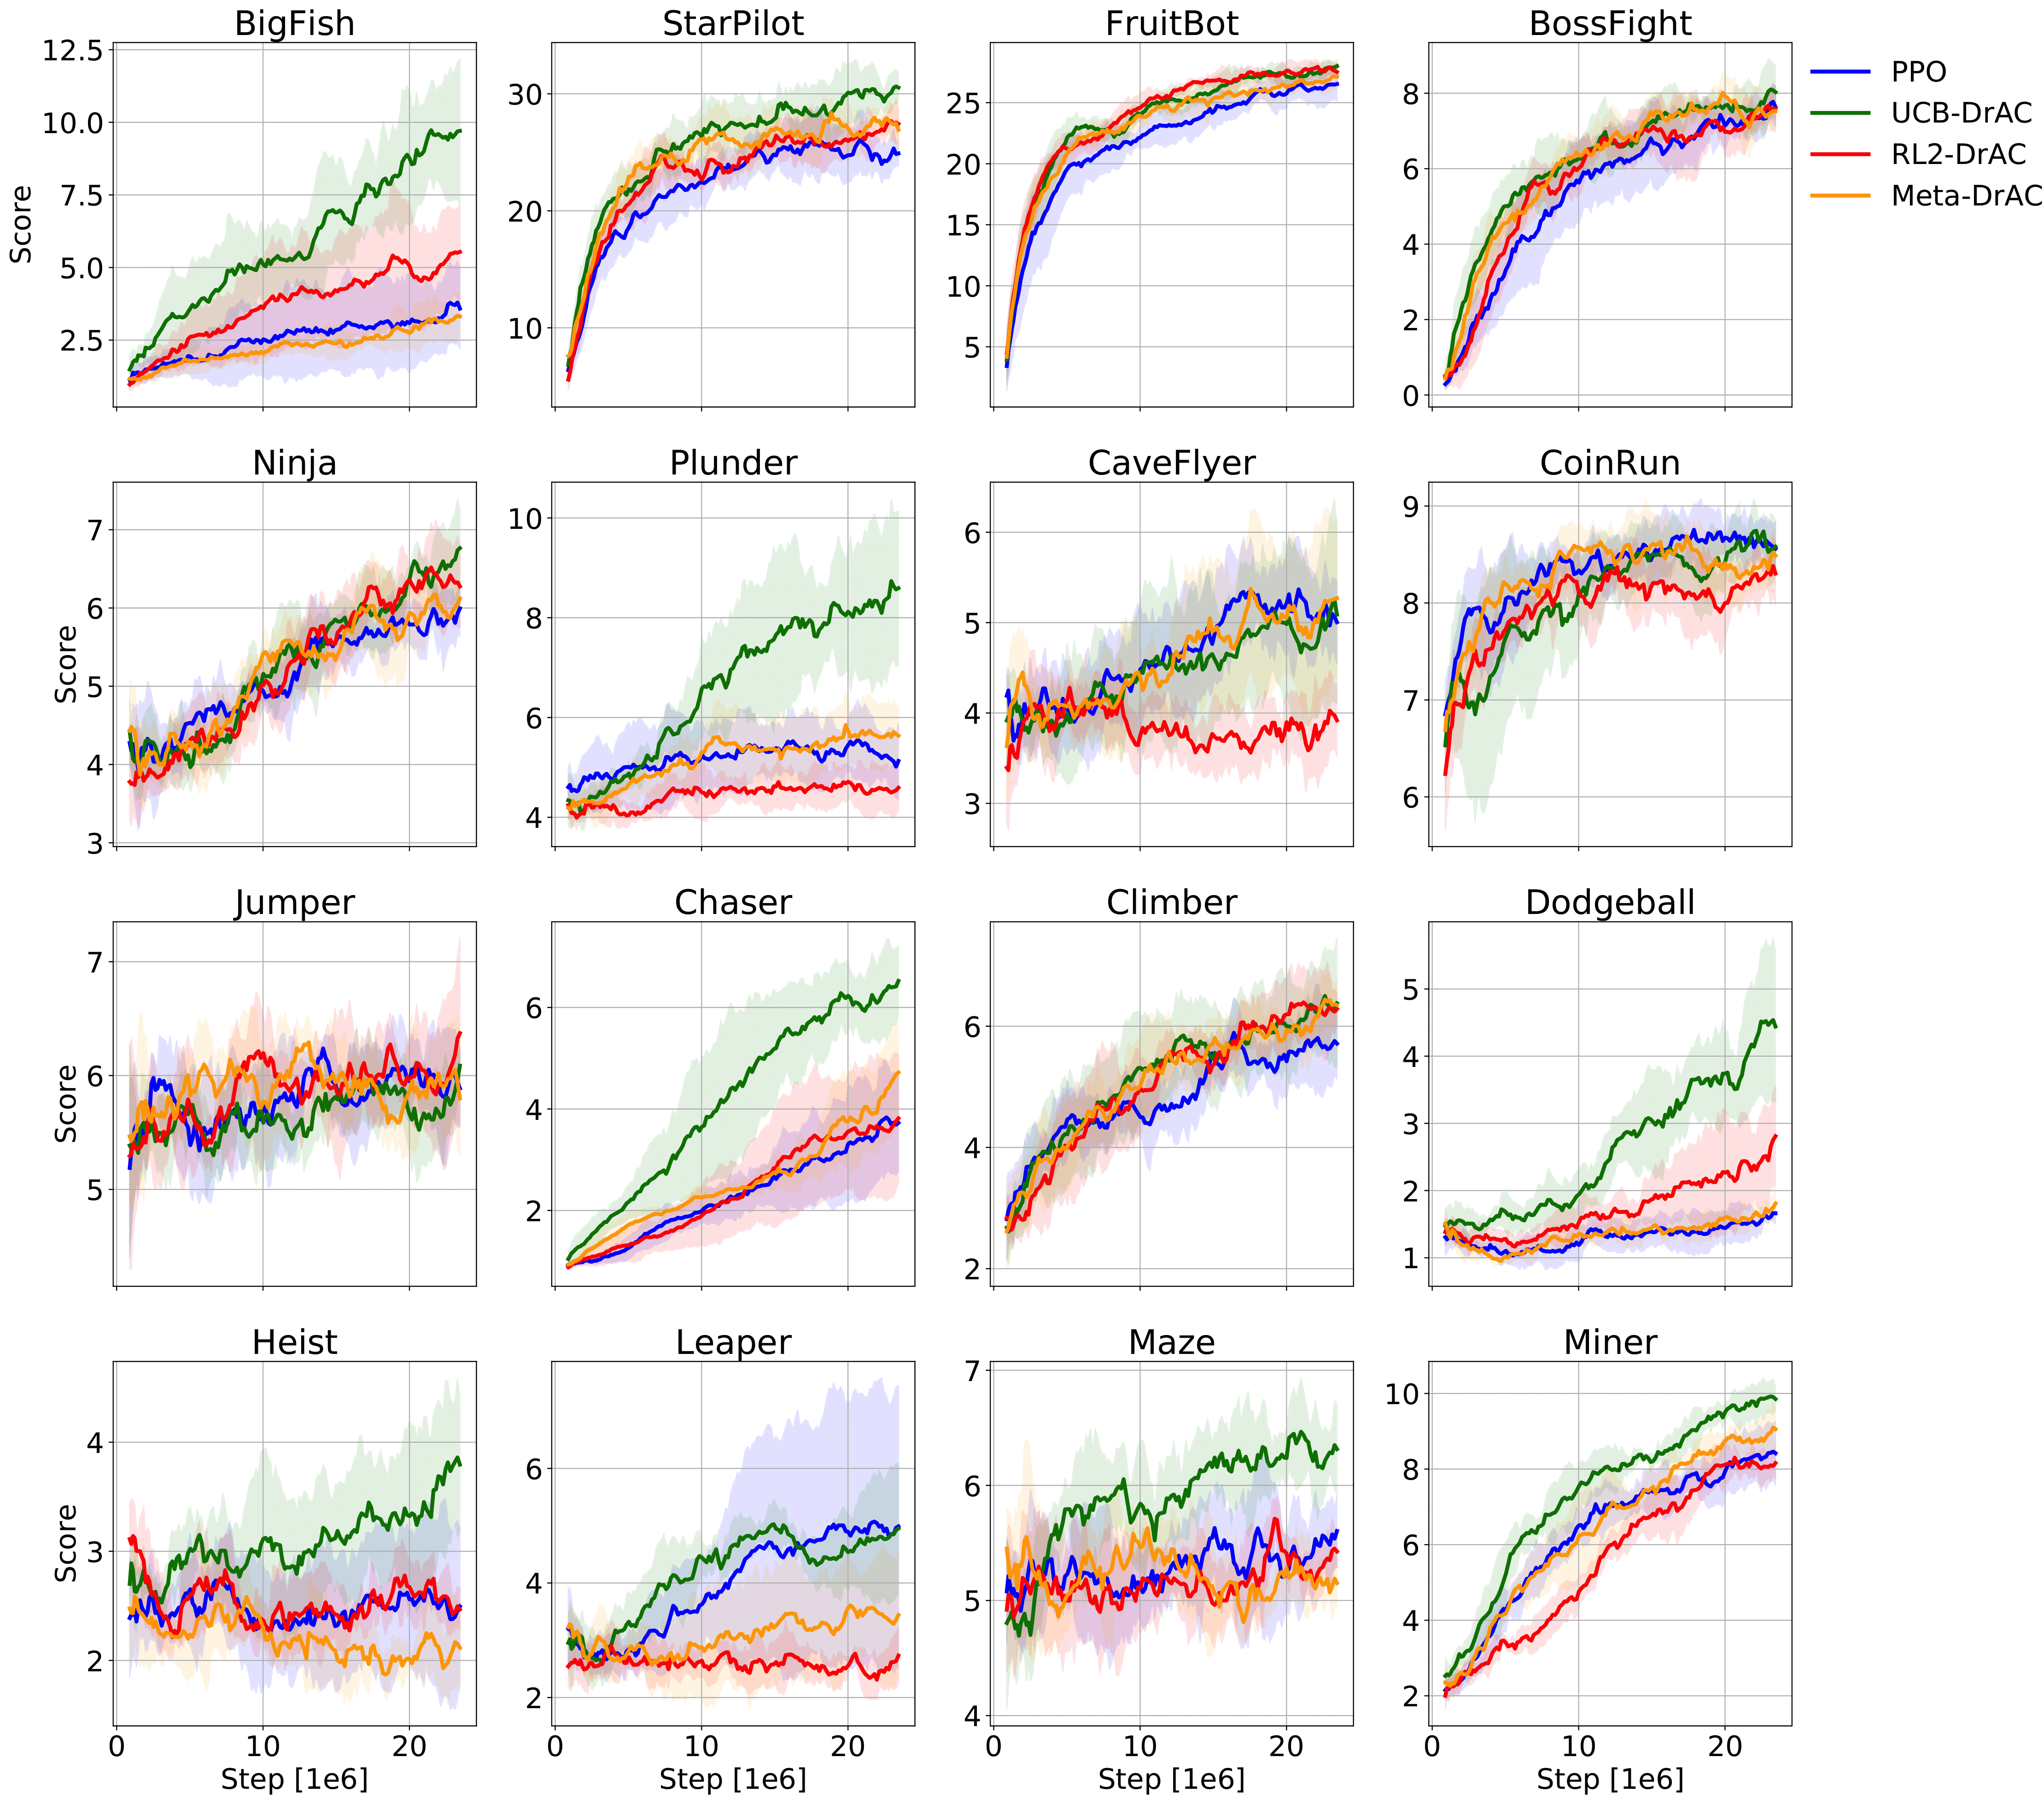 BigFish
StarPilot
FruitBot
BossFight
12.5
10.0
7.5
5.0
2.5
Score
30
20
10
25
20
15
10
5
8
6
4
2
0
PPO
UCB-DrAC
RL2-DrAC
Meta-DrAC
Ninja
Plunder
CaveFlyer
CoinRun
7
6
5
4
3
Score
10
8
6
4
6
5
4
3
9
8
7
6
Jumper
Chaser
Climber
Dodgeball
7
6
5
Score
6
4
2
6
4
2
5
4
3
2
1
Heist
Leaper
Maze
Miner
4
3
2
Score
6
4
2
7
6
5
4
10
8
6
4
2
0 10 20
0 10 20
0 10 20
0 10 20
Step [1e6]
Step [1e6]
Step [1e6]
Step [1e6]